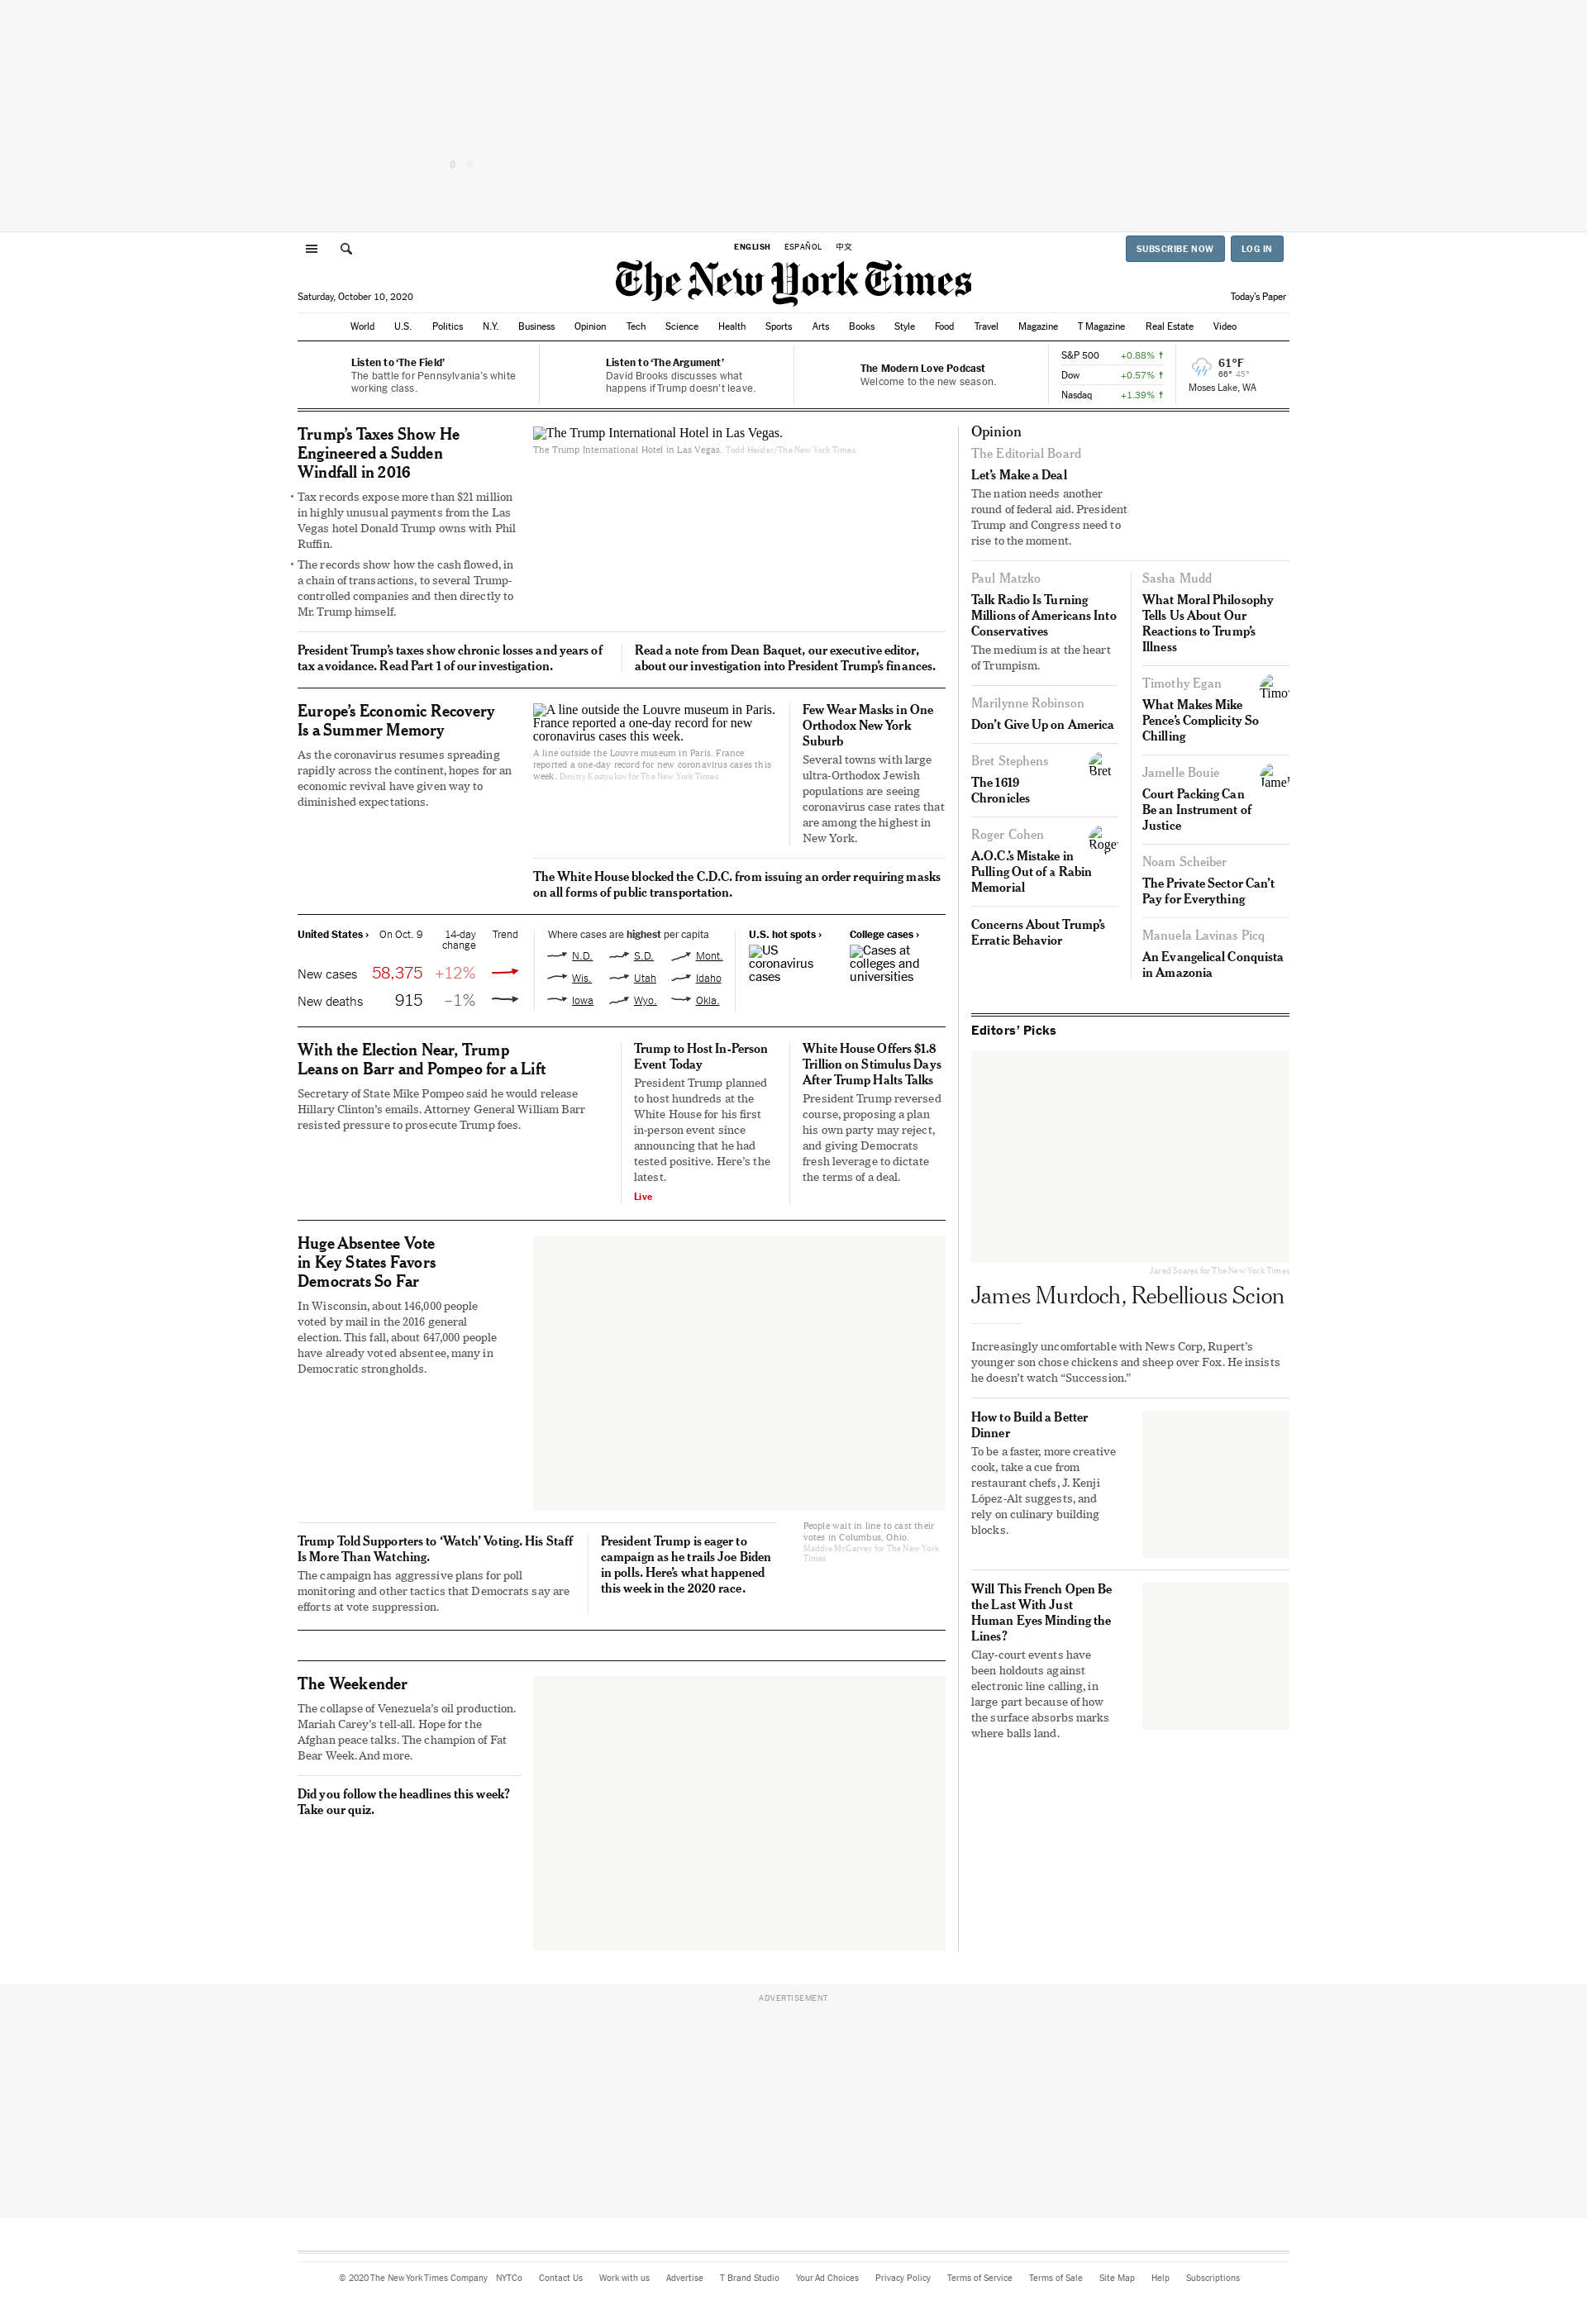 0 0
ENGLISH ESPAÑOL 中文
SUBSCRIBE NOW LOG IN
The New York Times
Saturday, October 10, 2020
Today's Paper
World U.S. Politics N.Y. Business Opinion Tech Science Health Sports Arts Books Style Food Travel Magazine T Magazine Real Estate Video
Listen to ‘The Field’
The battle for Pennsylvania's white
working class.
Listen to ‘The Argument’
David Brooks discusses what
happens if Trump doesn't leave.
The Modern Love Podcast
Welcome to the new season.
S&P 500 +0.88% ↑
Dow +0.57% ↑
Nasdaq +1.39% ↑
61°F
66° 45°
Moses Lake, WA
Trump’s Taxes Show He
Engineered a Sudden
Windfall in 2016
• Tax records expose more than $21 million
in highly unusual payments from the Las
Vegas hotel Donald Trump owns with Phil
Ruffin.
• The records show how the cash flowed, in
a chain of transactions, to several Trump-
controlled companies and then directly to
Mr. Trump himself.
The Trump International Hotel in Las Vegas.
The Trump International Hotel in Las Vegas. Todd Heisler/The New York Times
President Trump’s taxes show chronic losses and years of
tax avoidance. Read Part 1 of our investigation.
Read a note from Dean Baquet, our executive editor,
about our investigation into President Trump’s finances.
Europe’s Economic Recovery
Is a Summer Memory
As the coronavirus resumes spreading
rapidly across the continent, hopes for an
economic revival have given way to
diminished expectations.
A line outside the Louvre museum in Paris.
France reported a one-day record for new
coronavirus cases this week.
A line outside the Louvre museum in Paris. France
reported a one-day record for new coronavirus cases this
week. Dmitry Kostyukov for The New York Times
Few Wear Masks in One
Orthodox New York
Suburb
Several towns with large
ultra-Orthodox Jewish
populations are seeing
coronavirus case rates that
are among the highest in
New York.
The White House blocked the C.D.C. from issuing an order requiring masks
on all forms of public transportation.
United States › On Oct. 9 14-day
change Trend
New cases 58,375 +12%
New deaths 915 –1%
Where cases are highest per capita
N.D. S.D. Mont.
Wis. Utah Idaho
Iowa Wyo. Okla.
U.S. hot spots ›
US
coronavirus
cases
College cases ›
Cases at
colleges and
universities
With the Election Near, Trump
Leans on Barr and Pompeo for a Lift
Secretary of State Mike Pompeo said he would release
Hillary Clinton’s emails. Attorney General William Barr
resisted pressure to prosecute Trump foes.
Trump to Host In-Person
Event Today
President Trump planned
to host hundreds at the
White House for his first
in-person event since
announcing that he had
tested positive. Here’s the
latest.
Live
White House Offers $1.8
Trillion on Stimulus Days
After Trump Halts Talks
President Trump reversed
course, proposing a plan
his own party may reject,
and giving Democrats
fresh leverage to dictate
the terms of a deal.
Huge Absentee Vote
in Key States Favors
Democrats So Far
In Wisconsin, about 146,000 people
voted by mail in the 2016 general
election. This fall, about 647,000 people
have already voted absentee, many in
Democratic strongholds.
People wait in line to cast their
votes in Columbus, Ohio.
Maddie McGarvey for The New York
Times
Trump Told Supporters to ‘Watch’ Voting. His Staff
Is More Than Watching.
The campaign has aggressive plans for poll
monitoring and other tactics that Democrats say are
efforts at vote suppression.
President Trump is eager to
campaign as he trails Joe Biden
in polls. Here’s what happened
this week in the 2020 race.
The Weekender
The collapse of Venezuela’s oil production.
Mariah Carey’s tell-all. Hope for the
Afghan peace talks. The champion of Fat
Bear Week. And more.
Did you follow the headlines this week?
Take our quiz.
Opinion
The Editorial Board
Let’s Make a Deal
The nation needs another
round of federal aid. President
Trump and Congress need to
rise to the moment.
Paul Matzko
Talk Radio Is Turning
Millions of Americans Into
Conservatives
The medium is at the heart
of Trumpism.
Marilynne Robinson
Don’t Give Up on America
Bret Stephens
Bret
The 1619
Chronicles
Roger Cohen
Roger
A.O.C.’s Mistake in
Pulling Out of a Rabin
Memorial
Concerns About Trump’s
Erratic Behavior
Sasha Mudd
What Moral Philosophy
Tells Us About Our
Reactions to Trump’s
Illness
Timothy Egan
What Makes Mike
Pence’s Complicity So
Chilling
Jamelle Bouie
Court Packing Can
Be an Instrument of
Justice
Noam Scheiber
The Private Sector Can’t
Pay for Everything
Manuela Lavinas Picq
An Evangelical Conquista
in Amazonia
Editors’ Picks
Jared Soares for The New York Times
James Murdoch, Rebellious Scion
Increasingly uncomfortable with News Corp, Rupert’s
younger son chose chickens and sheep over Fox. He insists
he doesn’t watch “Succession.”
How to Build a Better
Dinner
To be a faster, more creative
cook, take a cue from
restaurant chefs, J. Kenji
López-Alt suggests, and
rely on culinary building
blocks.
Will This French Open Be
the Last With Just
Human Eyes Minding the
Lines?
Clay-court events have
been holdouts against
electronic line calling, in
large part because of how
the surface absorbs marks
where balls land.
ADVERTISEMENT
© 2020 The New York Times Company NYTCo Contact Us Work with us Advertise T Brand Studio Your Ad Choices Privacy Policy Terms of Service Terms of Sale Site Map Help Subscriptions